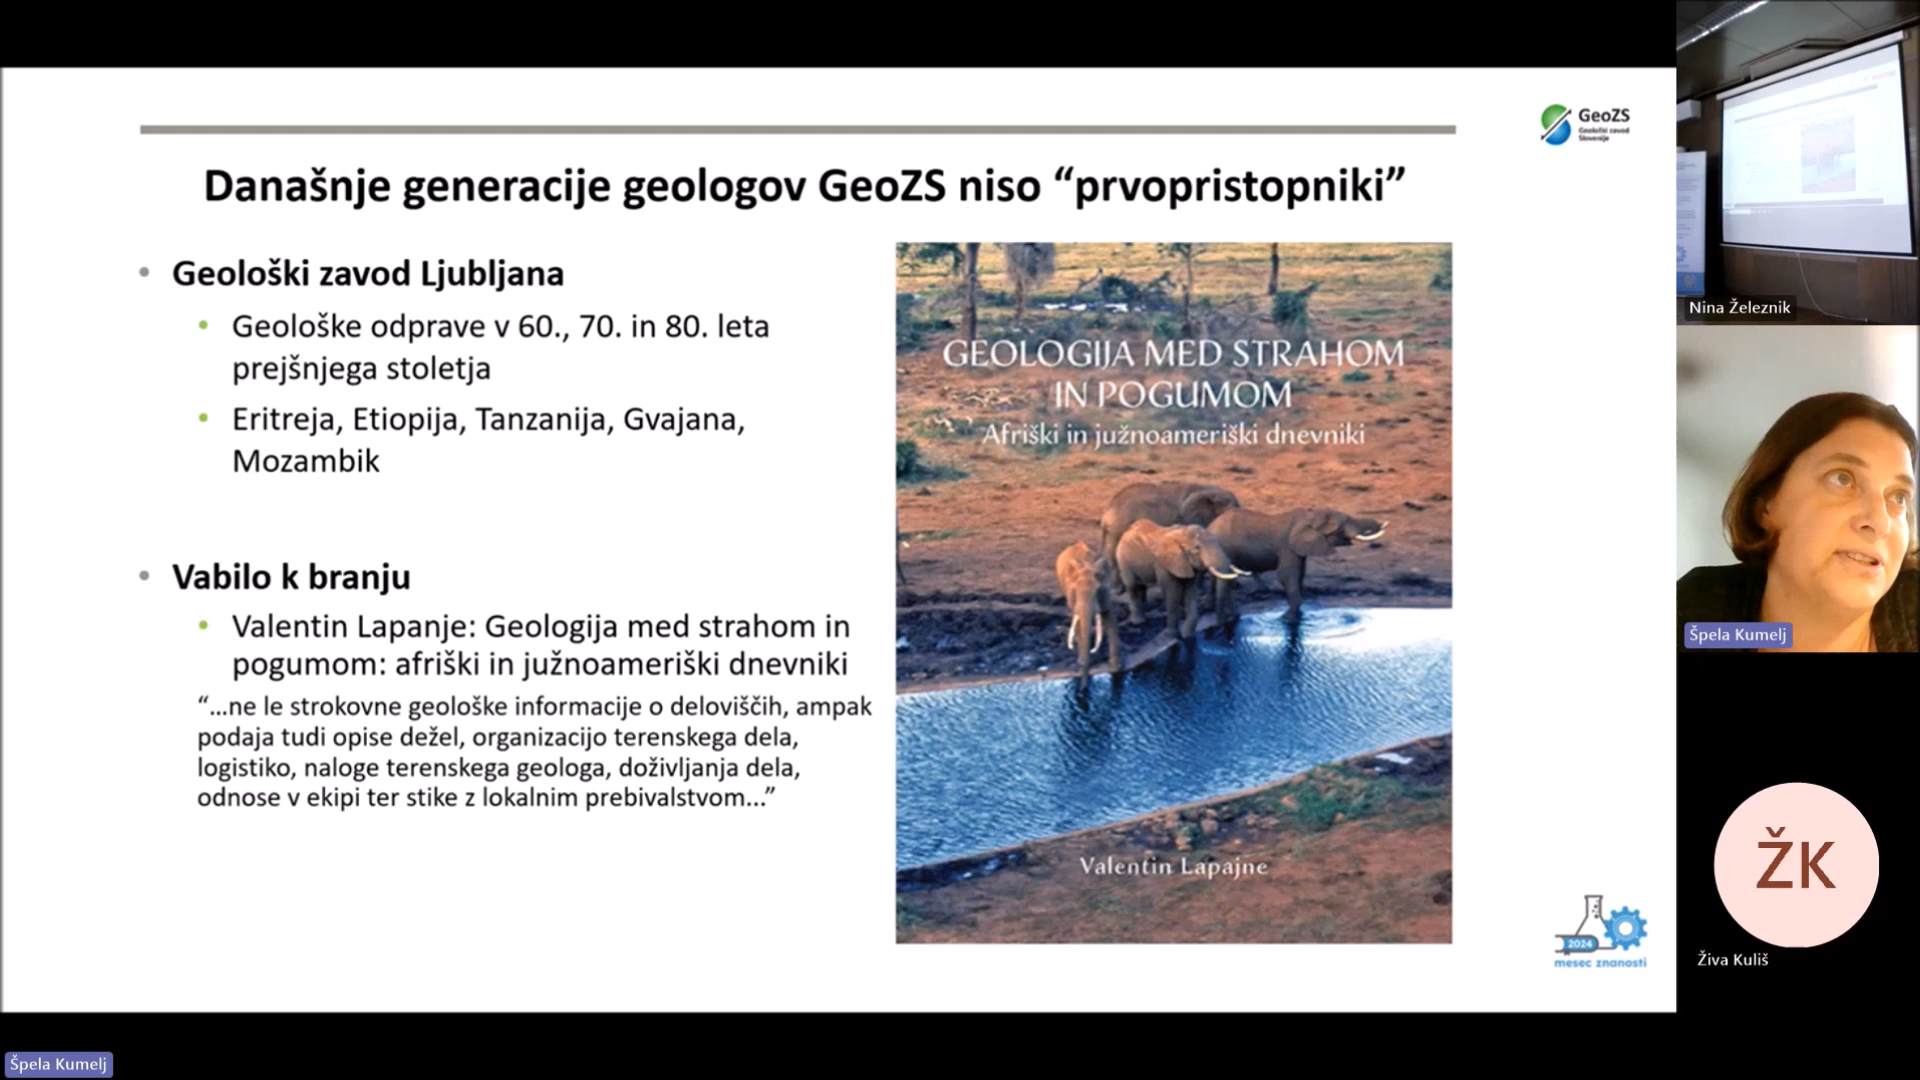 GeoZS
Geološki zavod
Slovenije
Današnje generacije geologov GeoZS niso “prvopristopniki”
• Geološki zavod Ljubljana
• Geološke odprave v 60., 70. in 80. leta
prejšnjega stoletja
• Eritreja, Etiopija, Tanzanija, Gvajana,
Mozambik
• Vabilo k branju
• Valentin Lapanje: Geologija med strahom in
pogumom: afriški in južnoameriški dnevniki
“…ne le strokovne geološke informacije o deloviščih, ampak
podaja tudi opise dežel, organizacijo terenskega dela,
logistiko, naloge terenskega geologa, doživljanja dela,
odnose v ekipi ter stike z lokalnim prebivalstvom…”
GEOLOGIJA MED STRAHOM
IN POGUMOM
Afriški in južnoameriški dnevniki
Valentin Lapajne
2024
mesec znanosti
Nina Železnik
Špela Kumelj
ŽK
Živa Kuliš
Špela Kumelj